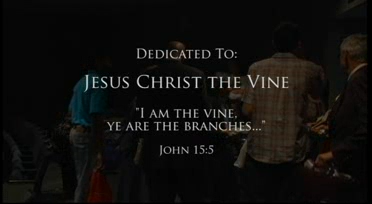 Dedicated To:
Jesus Christ the Vine
"I am the vine,
ye are the branches..."
John 15:5